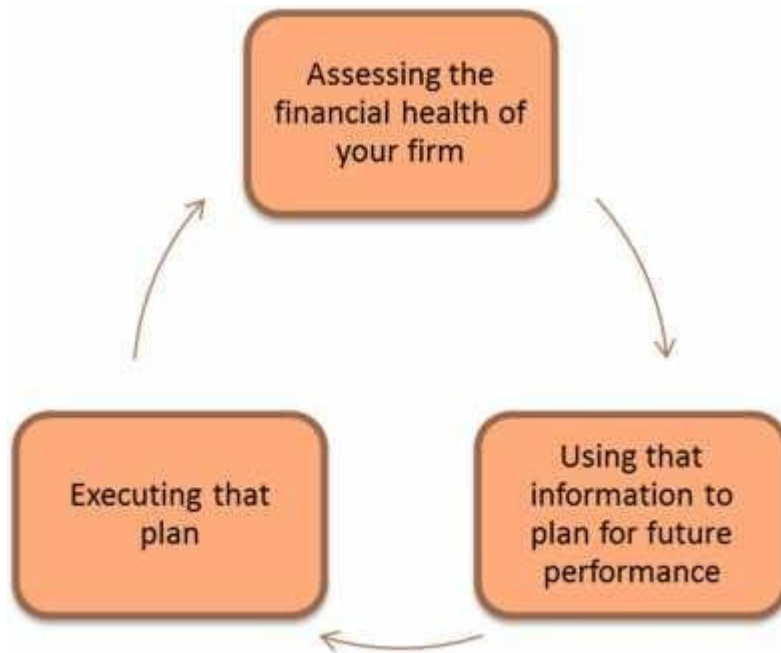 Assessing the
financial health of
your firm
Using that
information to
plan for future
performance
Executing that
plan